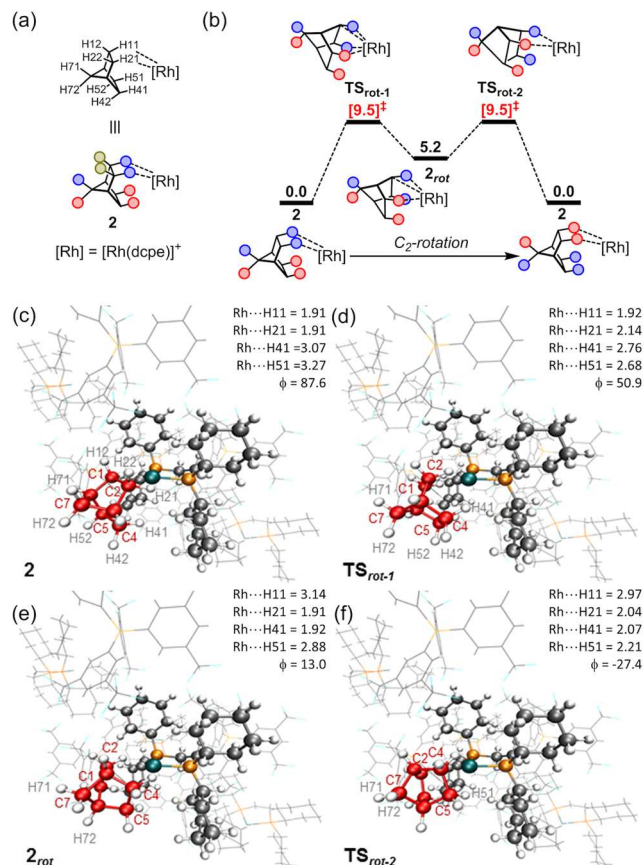 (a)
H12 H11
H22 H21
H71
[Rh]
H51
H72 H52 H41
H42
[Rh]
2
[Rh] = [Rh(dcpe)]⁺
(b)
[Rh]
[Rh]
TSrot-1
TSrot-2
[9.5]‡
[9.5]‡
5.2
2rot
0.0
2
0.0
2
[Rh]
[Rh]
C₂-rotation
[Rh]
(c)
Rh···H11 = 1.91
Rh···H21 = 1.91
Rh···H41 =3.07
Rh···H51 =3.27
ϕ = 87.6
H12
H22
C1
H71
C2
H21
C7
C5
C4
H72
H52
H41
H42
2
(d)
Rh···H11 = 1.92
Rh···H21 = 2.14
Rh···H41 = 2.76
Rh···H51 = 2.68
ϕ = 50.9
C2
H71
C1
H41
C7
C5
C4
H72
H52
H42
TSrot-1
(e)
Rh···H11 = 3.14
Rh···H21 = 1.91
Rh···H41 = 1.92
Rh···H51 = 2.88
ϕ = 13.0
C2
C1
H71
C7
C4
C5
H72
2rot
(f)
Rh···H11 = 2.97
Rh···H21 = 2.04
Rh···H41 = 2.07
Rh···H51 = 2.21
ϕ = -27.4
C2
C4
C7
H71
H51
H72
C5
TSrot-2